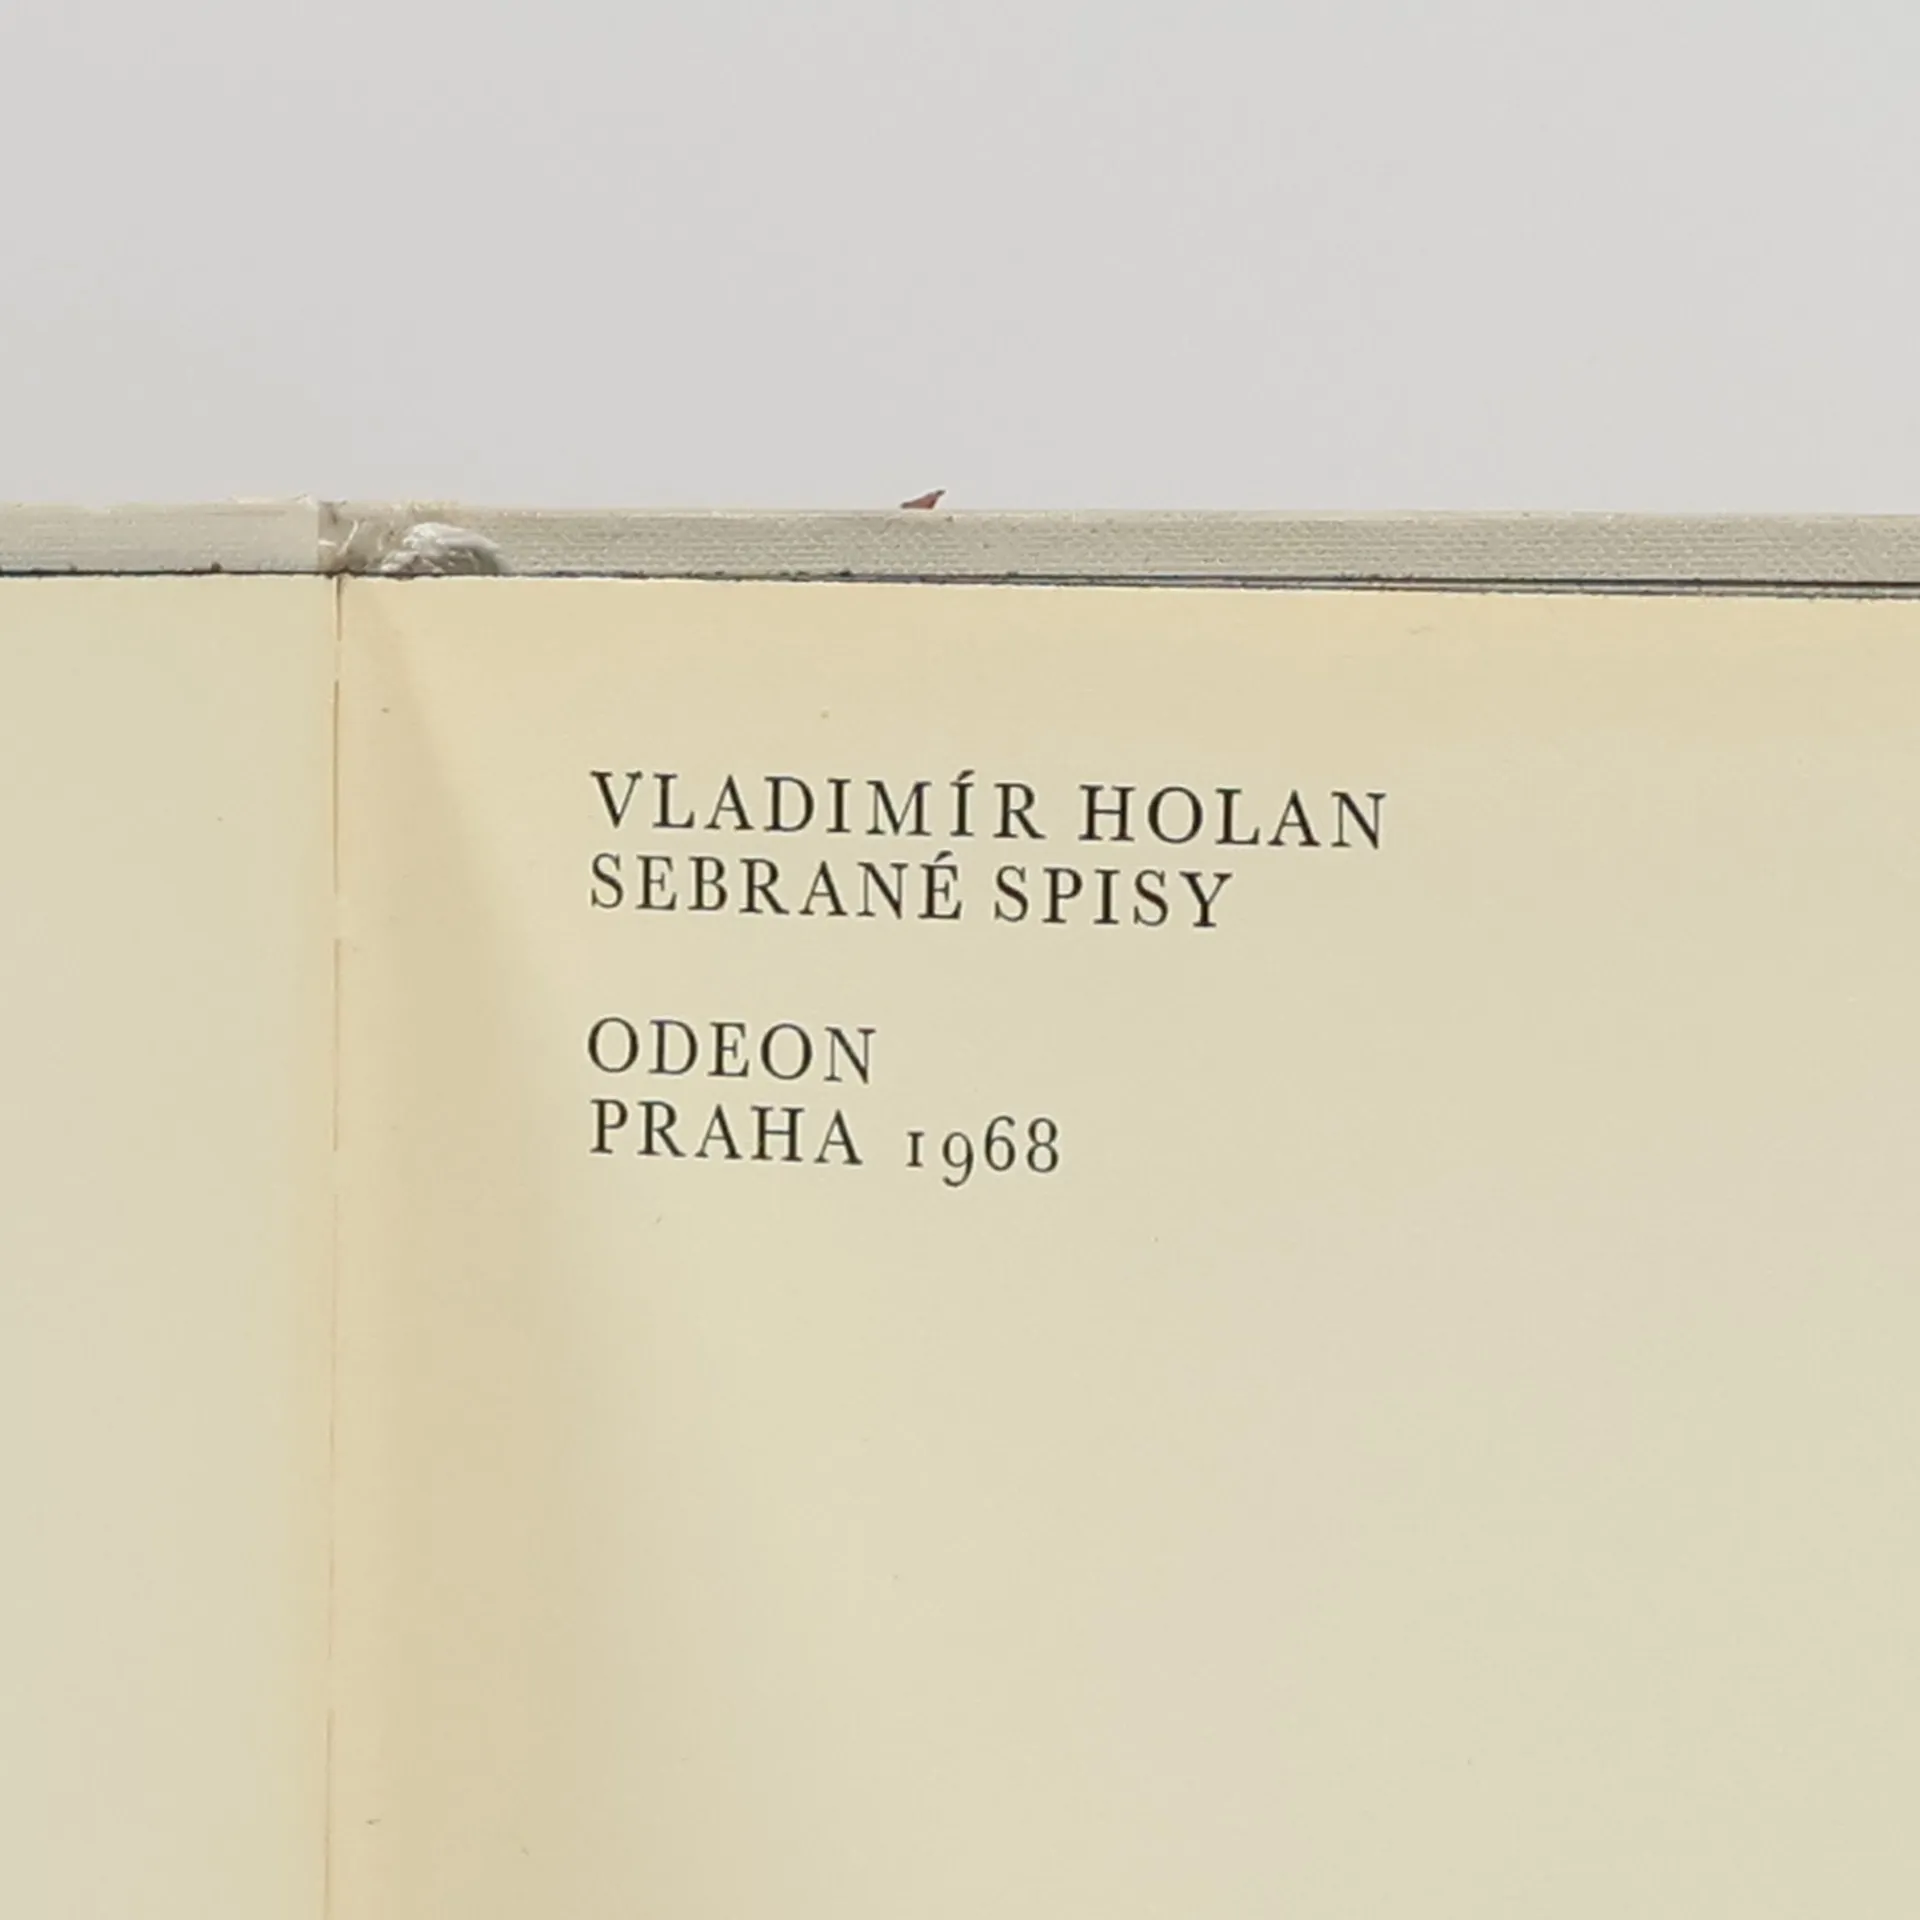 VLADIMÍR HOLAN
SEBRANÉ SPISY
ODEON
PRAHA 1968